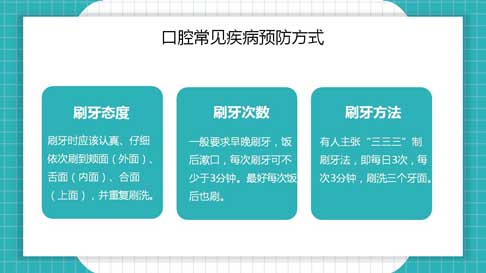 口腔常见疾病预防方式
刷牙态度
刷牙时应该认真、仔细
依次刷到颊面（外面）、
舌面（内面）、合面
（上面），并重复刷洗。
刷牙次数
一般要求早晚刷牙，饭
后漱口，每次刷牙可不
少于3分钟。最好每次饭
后也刷。
刷牙方法
有人主张“三三三”制
刷牙法，即每日3次，每
次3分钟，刷洗三个牙面。